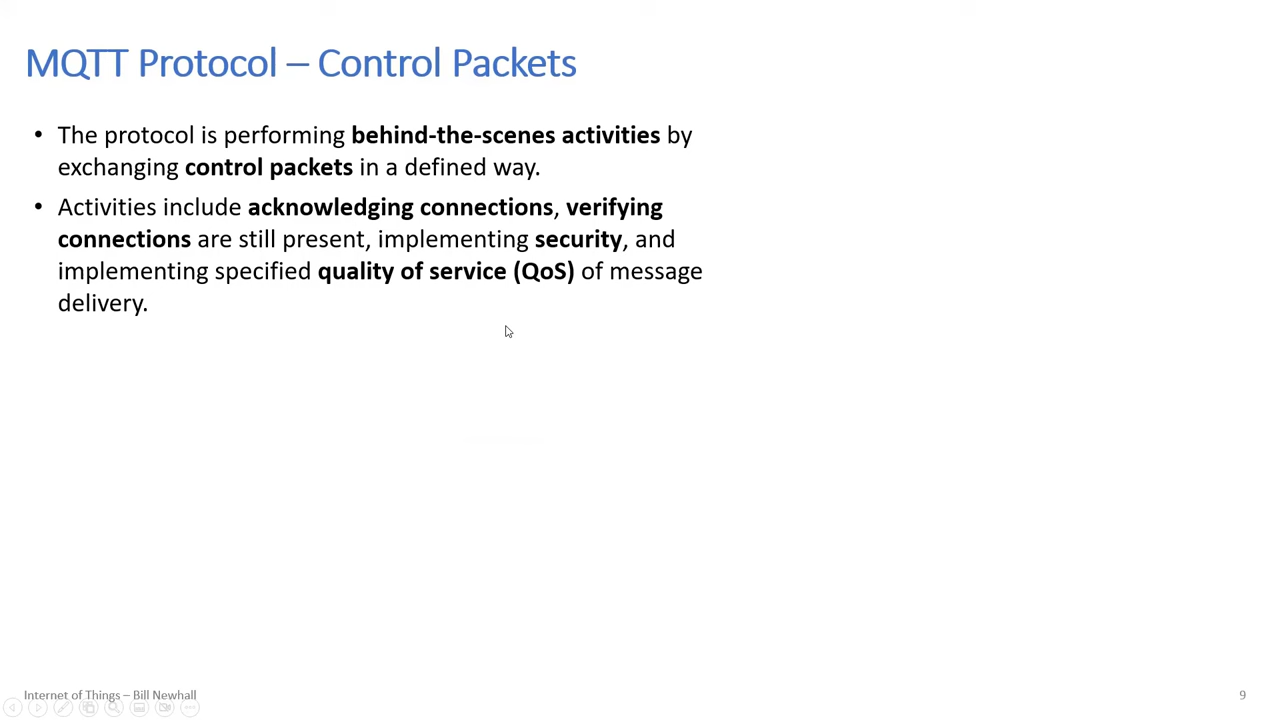 MQTT Protocol – Control Packets
• The protocol is performing behind-the-scenes activities by
exchanging control packets in a defined way.
• Activities include acknowledging connections, verifying
connections are still present, implementing security, and
implementing specified quality of service (QoS) of message
delivery.
Internet of Things – Bill Newhall
9